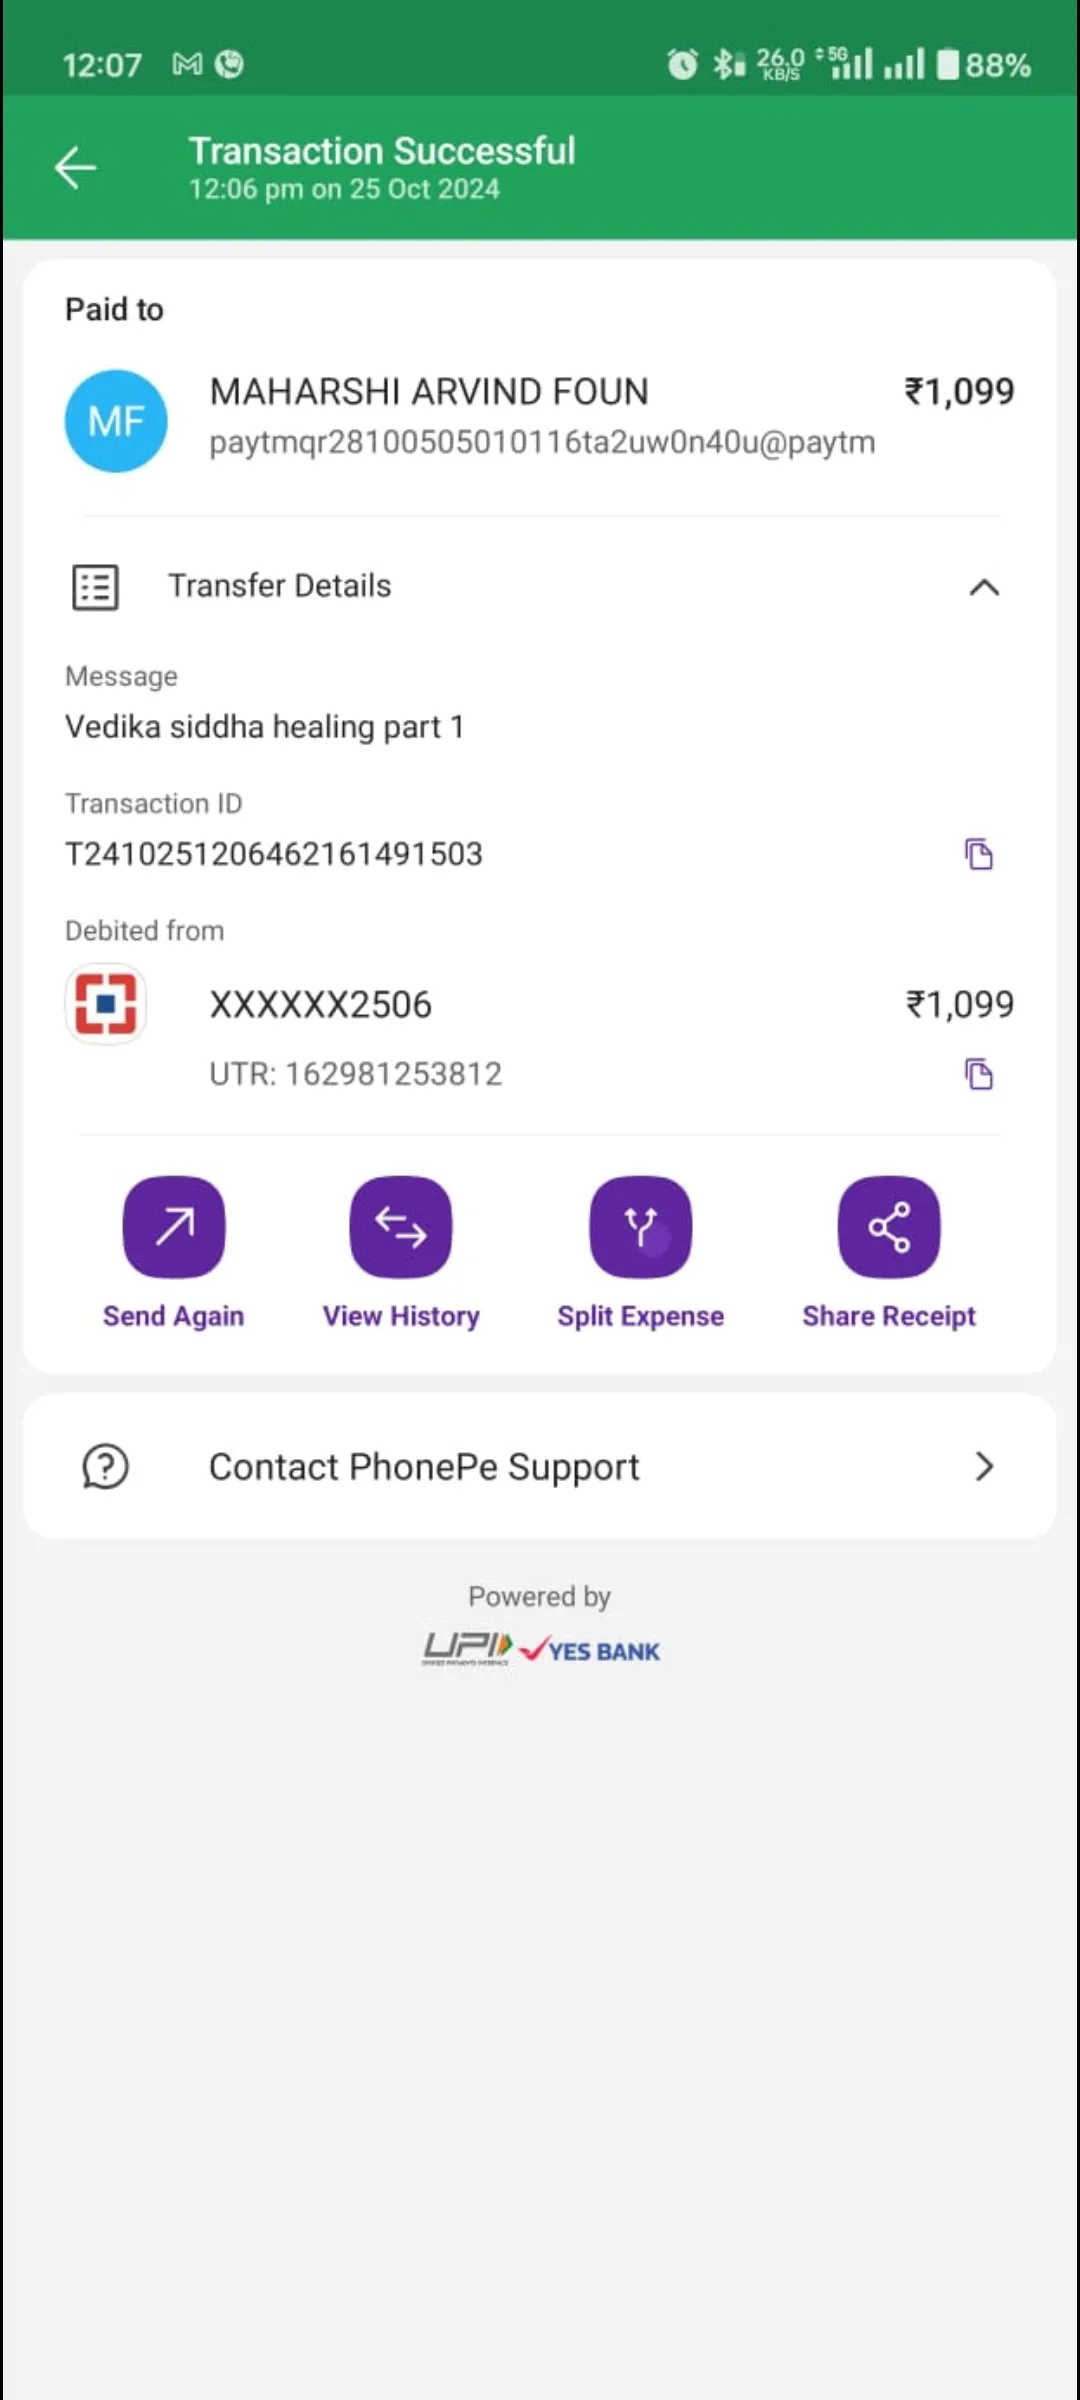 12:07 26.0 KB/S 5G 88%
Transaction Successful
12:06 pm on 25 Oct 2024
Paid to
MF MAHARSHI ARVIND FOUN ₹1,099
paytmqr28100505010116ta2uw0n40u@paytm
Transfer Details
Message
Vedika siddha healing part 1
Transaction ID
T2410251206462161491503
Debited from
XXXXXX2506 ₹1,099
UTR: 162981253812
Send Again View History Split Expense Share Receipt
Contact PhonePe Support
Powered by
UPI YES BANK